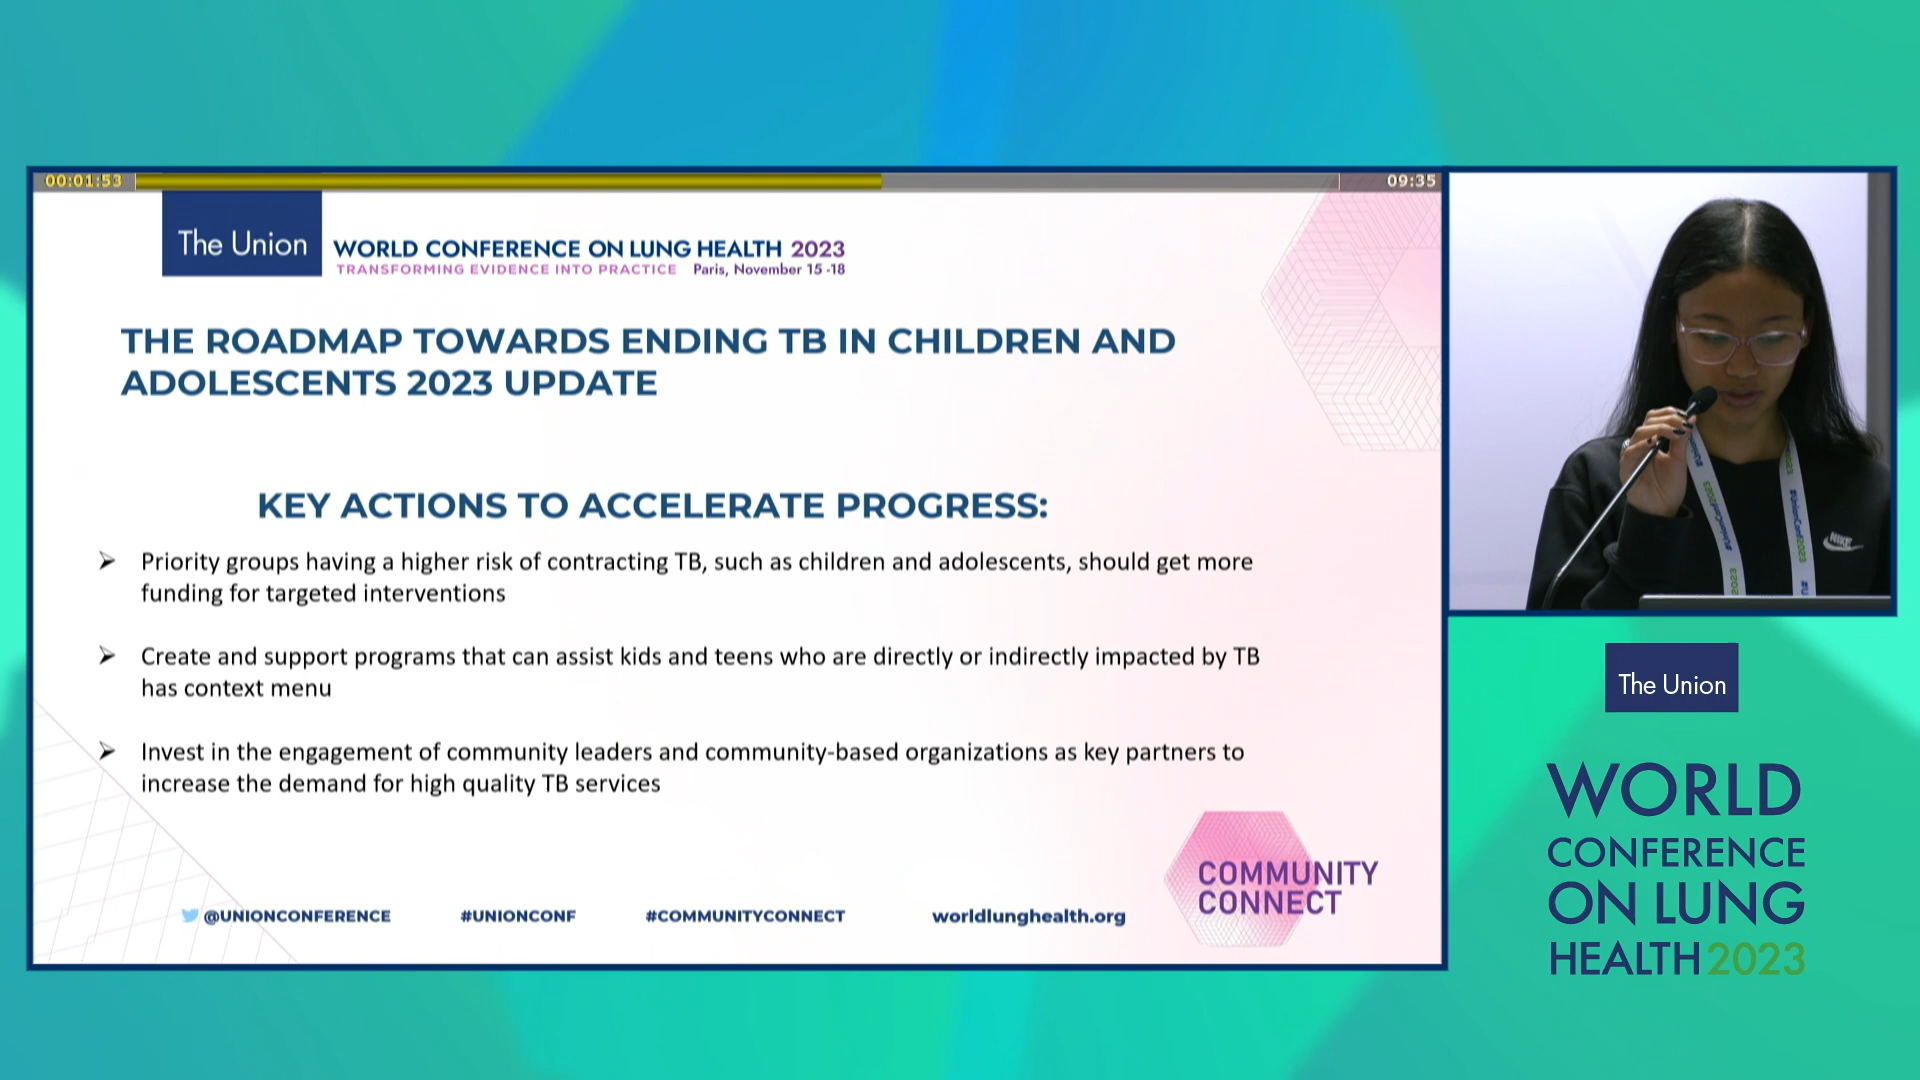 00:01:53
09:35
The Union
WORLD CONFERENCE ON LUNG HEALTH 2023
TRANSFORMING EVIDENCE INTO PRACTICE Paris, November 15 -18
THE ROADMAP TOWARDS ENDING TB IN CHILDREN AND
ADOLESCENTS 2023 UPDATE
KEY ACTIONS TO ACCELERATE PROGRESS:
➢ Priority groups having a higher risk of contracting TB, such as children and adolescents, should get more
funding for targeted interventions
➢ Create and support programs that can assist kids and teens who are directly or indirectly impacted by TB
has context menu
➢ Invest in the engagement of community leaders and community-based organizations as key partners to
increase the demand for high quality TB services
COMMUNITY
CONNECT
@UNIONCONFERENCE #UNIONCONF #COMMUNITYCONNECT worldlunghealth.org
#UnionConf2023
#UnionConf2023
2023
#U
NIKE
The Union
WORLD
CONFERENCE
ON LUNG
HEALTH 2023